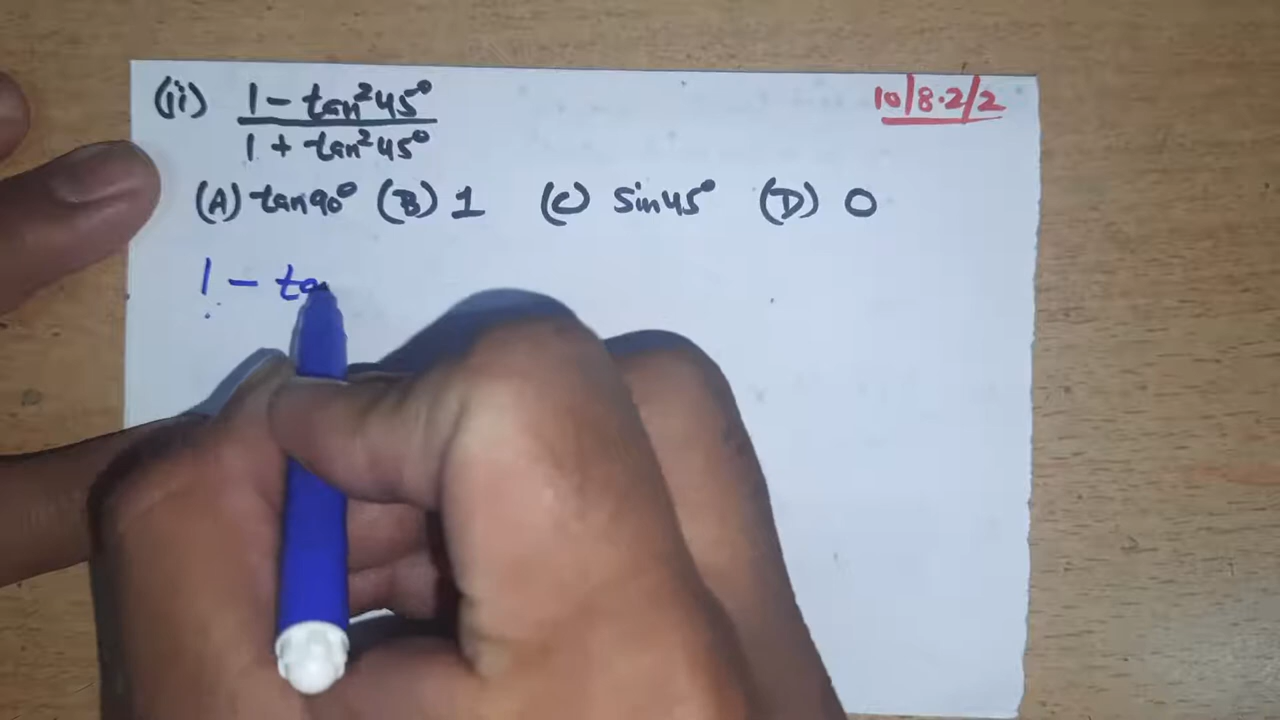 (ii) 1 - tan²45° 10/8.2/2
1 + tan²45°
(A) tan90° (B) 1 (C) sin45° (D) 0
1 - ta